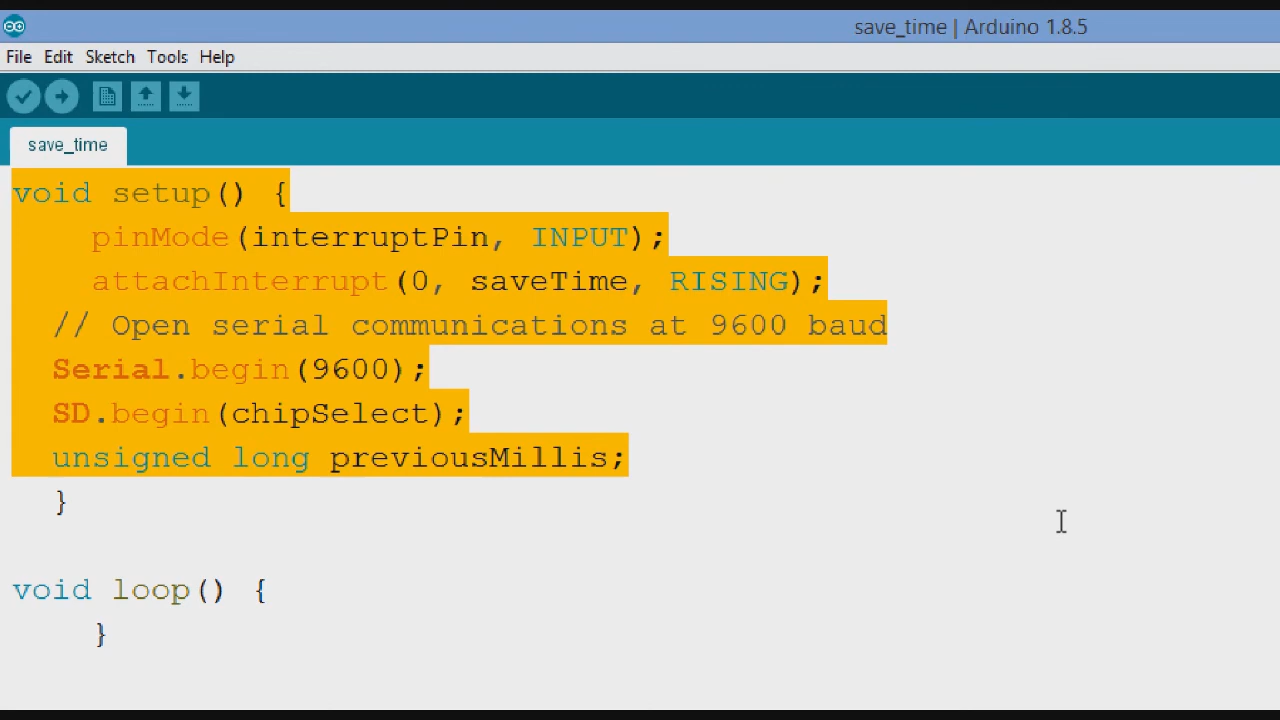 save_time | Arduino 1.8.5
File Edit Sketch Tools Help
save_time
void setup() {
    pinMode(interruptPin, INPUT);
    attachInterrupt(0, saveTime, RISING);
  // Open serial communications at 9600 baud
  Serial.begin(9600);
  SD.begin(chipSelect);
  unsigned long previousMillis;
  }
void loop() {
    }